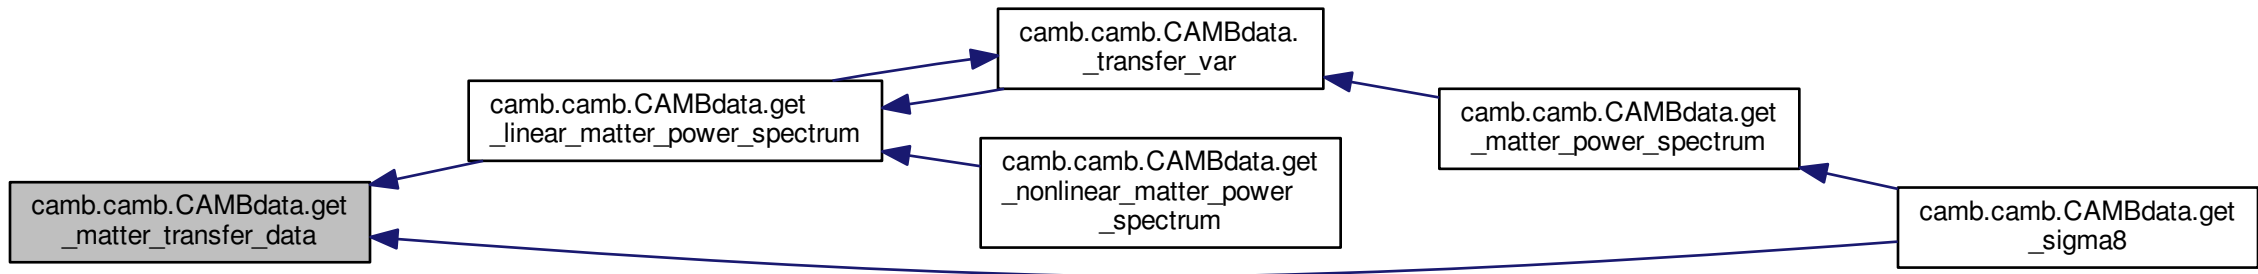 camb.camb.CAMBdata.get
_matter_transfer_data
camb.camb.CAMBdata.get
_linear_matter_power_spectrum
camb.camb.CAMBdata.
_transfer_var
camb.camb.CAMBdata.get
_nonlinear_matter_power
_spectrum
camb.camb.CAMBdata.get
_matter_power_spectrum
camb.camb.CAMBdata.get
_sigma8